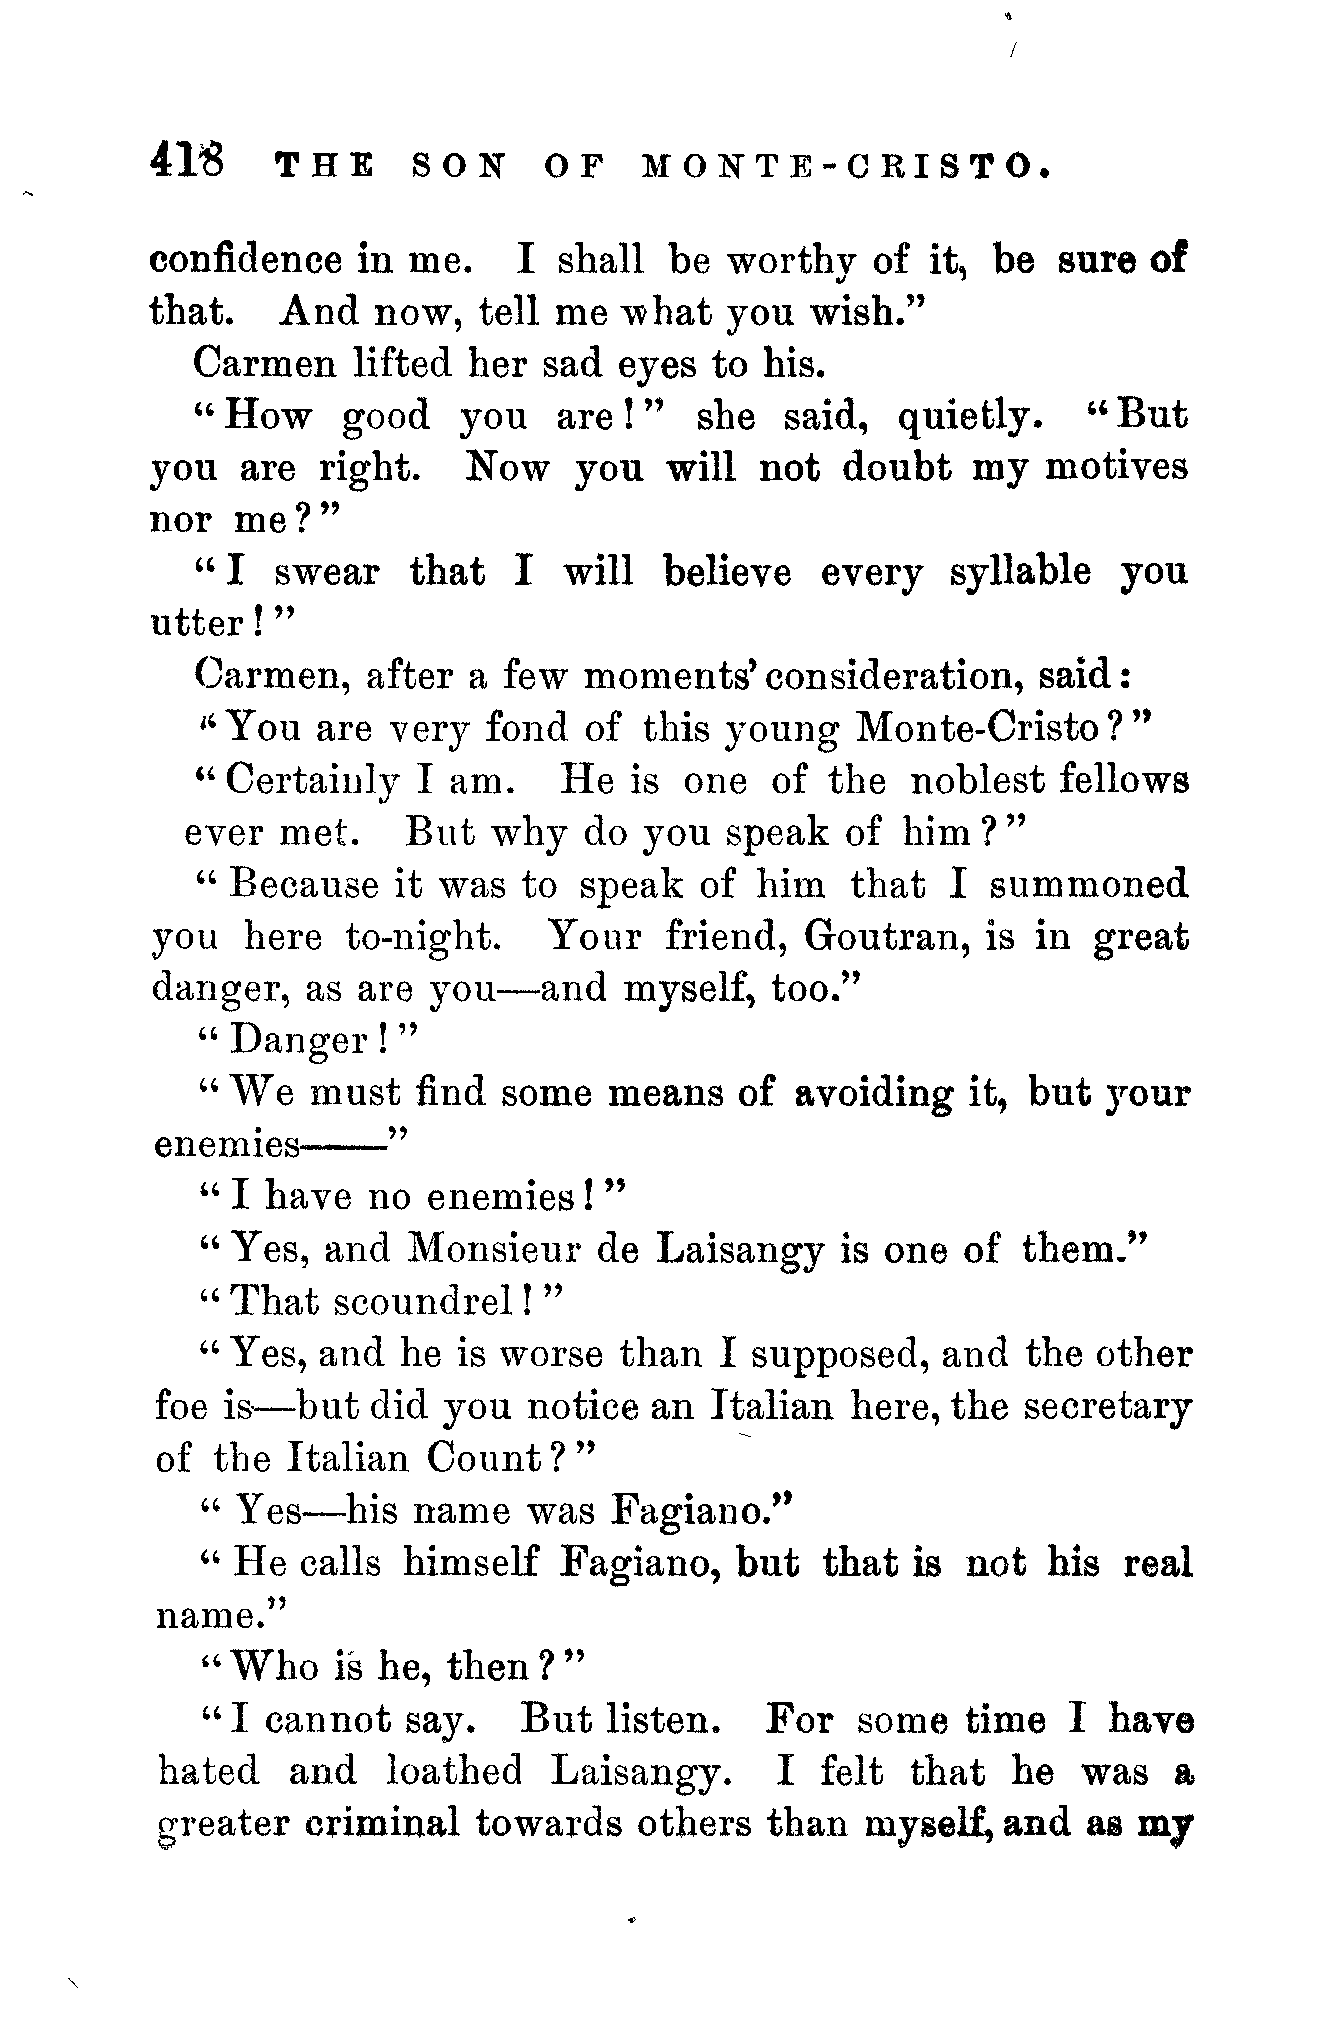 418 THE SON OF MONTE-CRISTO.
confidence in me. I shall be worthy of it, be sure of
that. And now, tell me what you wish.”
Carmen lifted her sad eyes to his.
“How good you are!” she said, quietly. “But
you are right. Now you will not doubt my motives
nor me?”
“I swear that I will believe every syllable you
utter!”
Carmen, after a few moments’ consideration, said:
“You are very fond of this young Monte-Cristo?”
“Certainly I am. He is one of the noblest fellows
ever met. But why do you speak of him?”
“Because it was to speak of him that I summoned
you here to-night. Your friend, Goutran, is in great
danger, as are you—and myself, too.”
“Danger!”
“We must find some means of avoiding it, but your
enemies——”
“I have no enemies!”
“Yes, and Monsieur de Laisangy is one of them.”
“That scoundrel!”
“Yes, and he is worse than I supposed, and the other
foe is—but did you notice an Italian here, the secretary
of the Italian Count?”
“Yes—his name was Fagiano.”
“He calls himself Fagiano, but that is not his real
name.”
“Who is he, then?”
“I cannot say. But listen. For some time I have
hated and loathed Laisangy. I felt that he was a
greater criminal towards others than myself, and as my